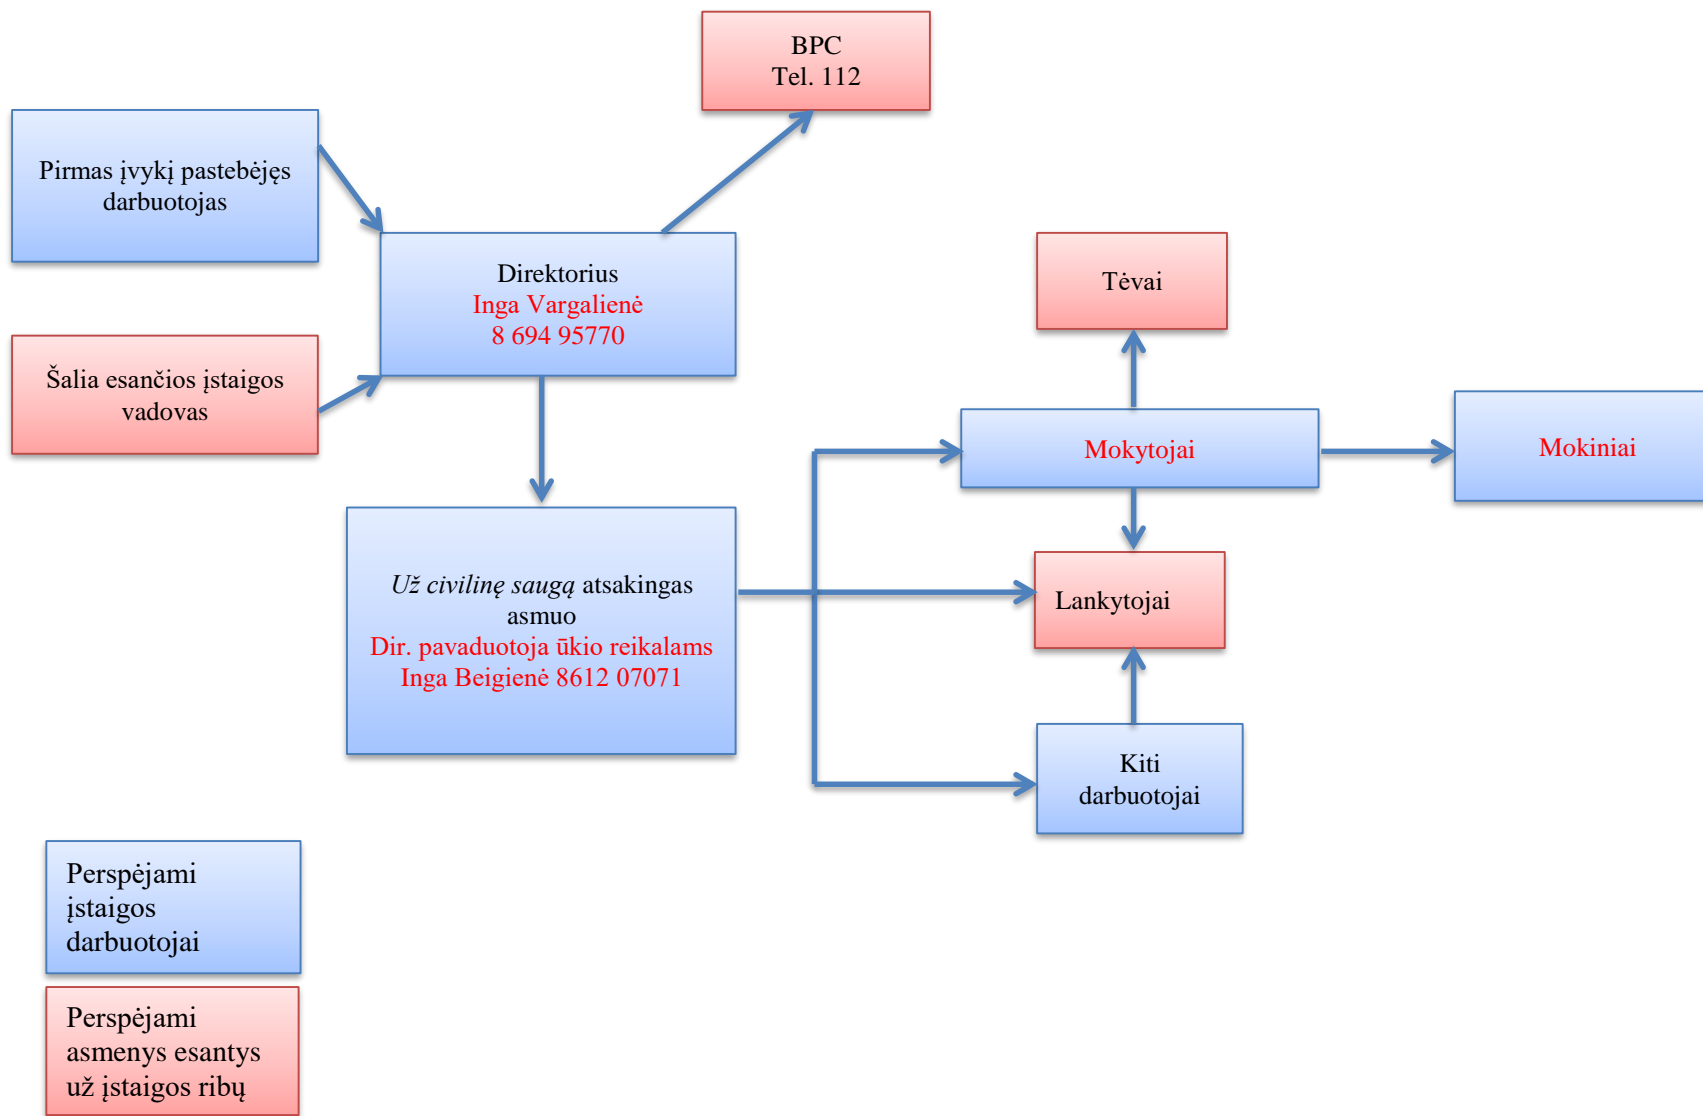 BPC
Tel. 112
Pirmas įvykį pastebėjęs
darbuotojas
Direktorius
Inga Vargalienė
8 694 95770
Tėvai
Šalia esančios įstaigos
vadovas
Mokytojai
Mokiniai
Už civilinę saugą atsakingas
asmuo
Dir. pavaduotoja ūkio reikalams
Inga Beigienė 8612 07071
Lankytojai
Kiti
darbuotojai
Perspėjami
įstaigos
darbuotojai
Perspėjami
asmenys esantys
už įstaigos ribų